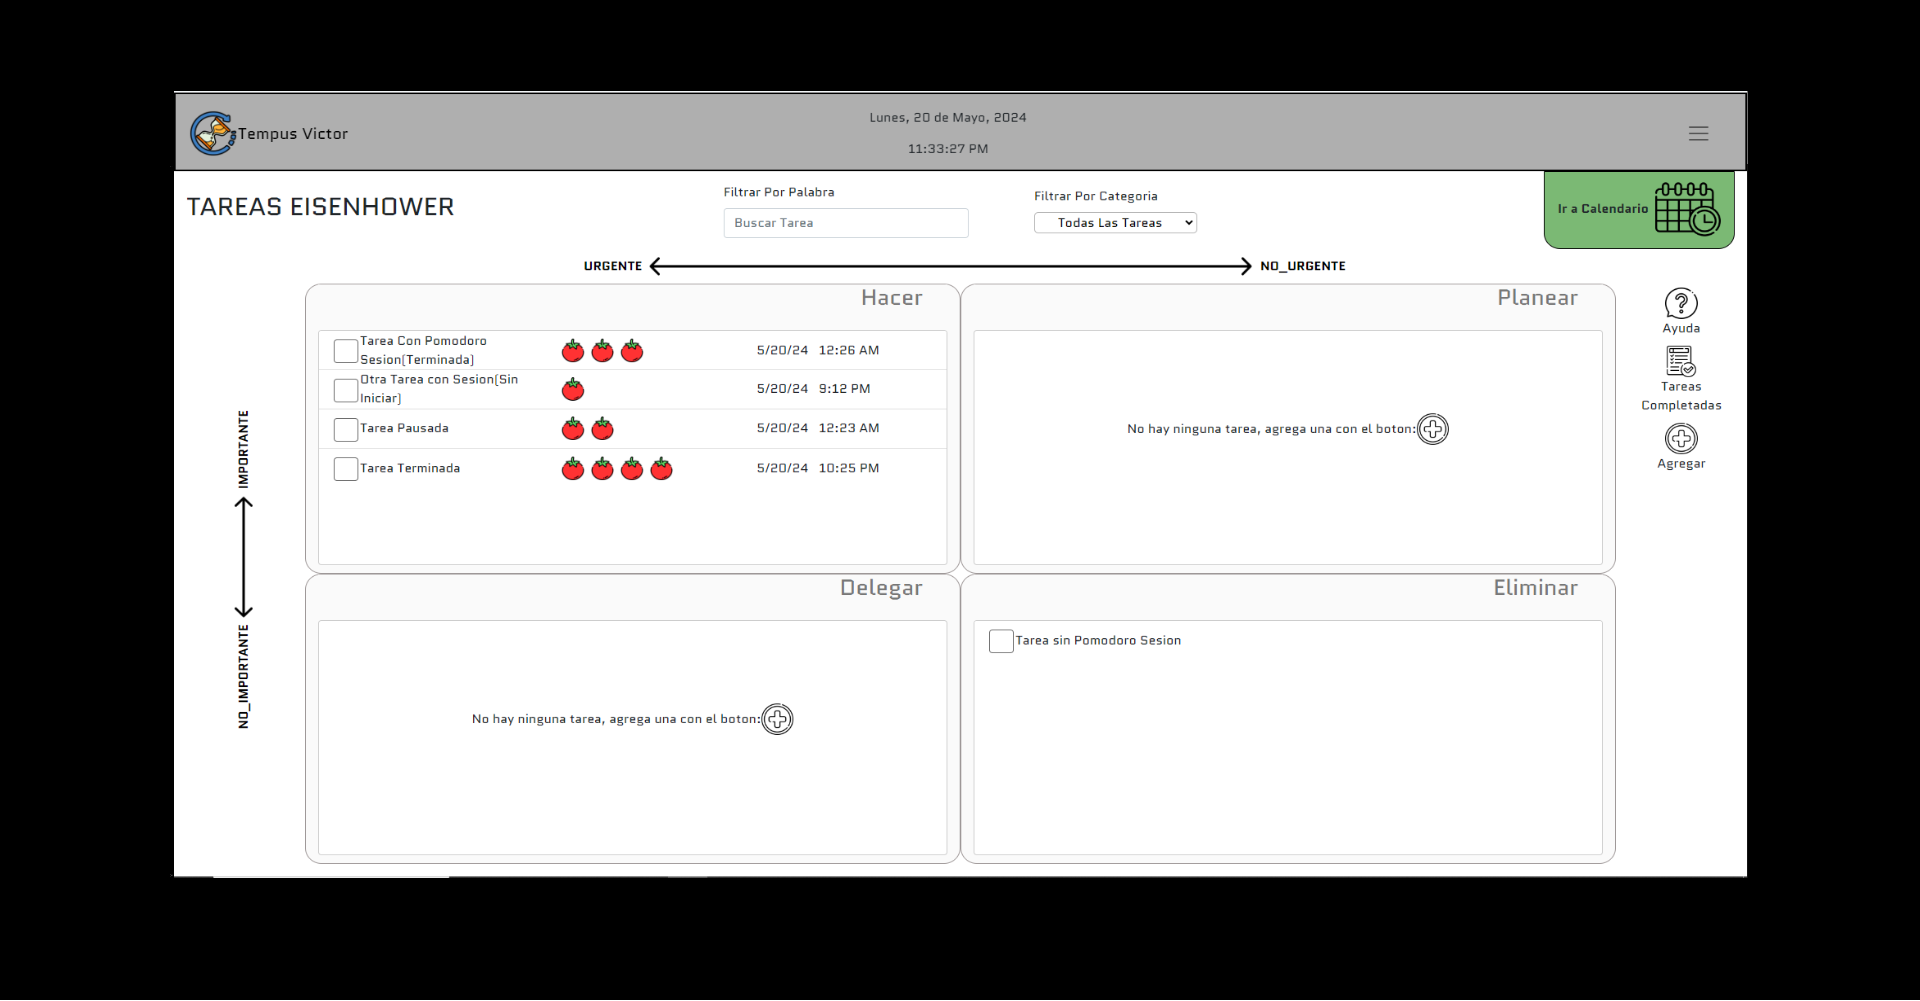 Tempus Victor
Lunes, 20 de Mayo, 2024
11:33:27 PM
TAREAS EISENHOWER
Filtrar Por Palabra
Buscar Tarea
Filtrar Por Categoria
Todas Las Tareas
Ir a Calendario
URGENTE
NO_URGENTE
IMPORTANTE
NO_IMPORTANTE
Hacer
Tarea Con Pomodoro
Sesion(Terminada)
5/20/24 12:26 AM
Otra Tarea con Sesion(Sin
Iniciar)
5/20/24 9:12 PM
Tarea Pausada
5/20/24 12:23 AM
Tarea Terminada
5/20/24 10:25 PM
Planear
No hay ninguna tarea, agrega una con el boton:
Ayuda
Tareas
Completadas
Agregar
Delegar
No hay ninguna tarea, agrega una con el boton:
Eliminar
Tarea sin Pomodoro Sesion